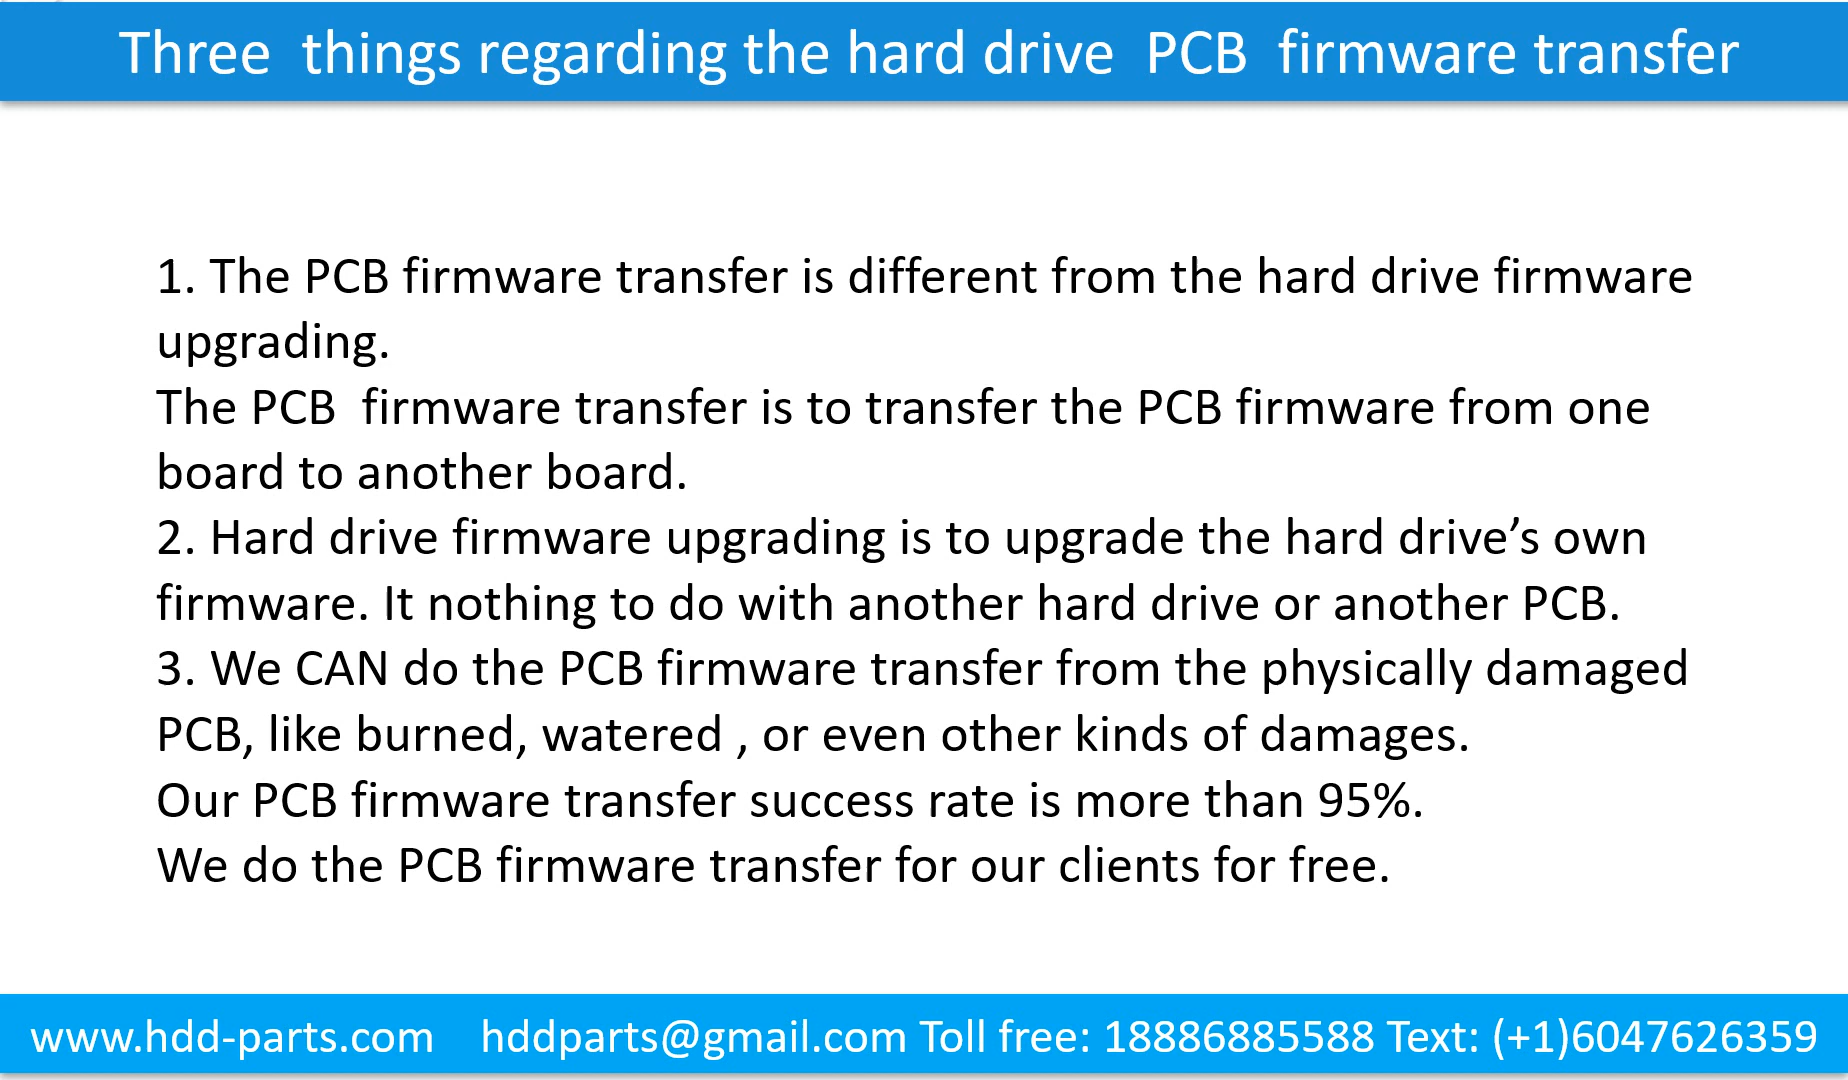 Three things regarding the hard drive PCB firmware transfer
1. The PCB firmware transfer is different from the hard drive firmware
upgrading.
The PCB firmware transfer is to transfer the PCB firmware from one
board to another board.
2. Hard drive firmware upgrading is to upgrade the hard drive’s own
firmware. It nothing to do with another hard drive or another PCB.
3. We CAN do the PCB firmware transfer from the physically damaged
PCB, like burned, watered , or even other kinds of damages.
Our PCB firmware transfer success rate is more than 95%.
We do the PCB firmware transfer for our clients for free.
www.hdd-parts.com hddparts@gmail.com Toll free: 18886885588 Text: (+1)6047626359